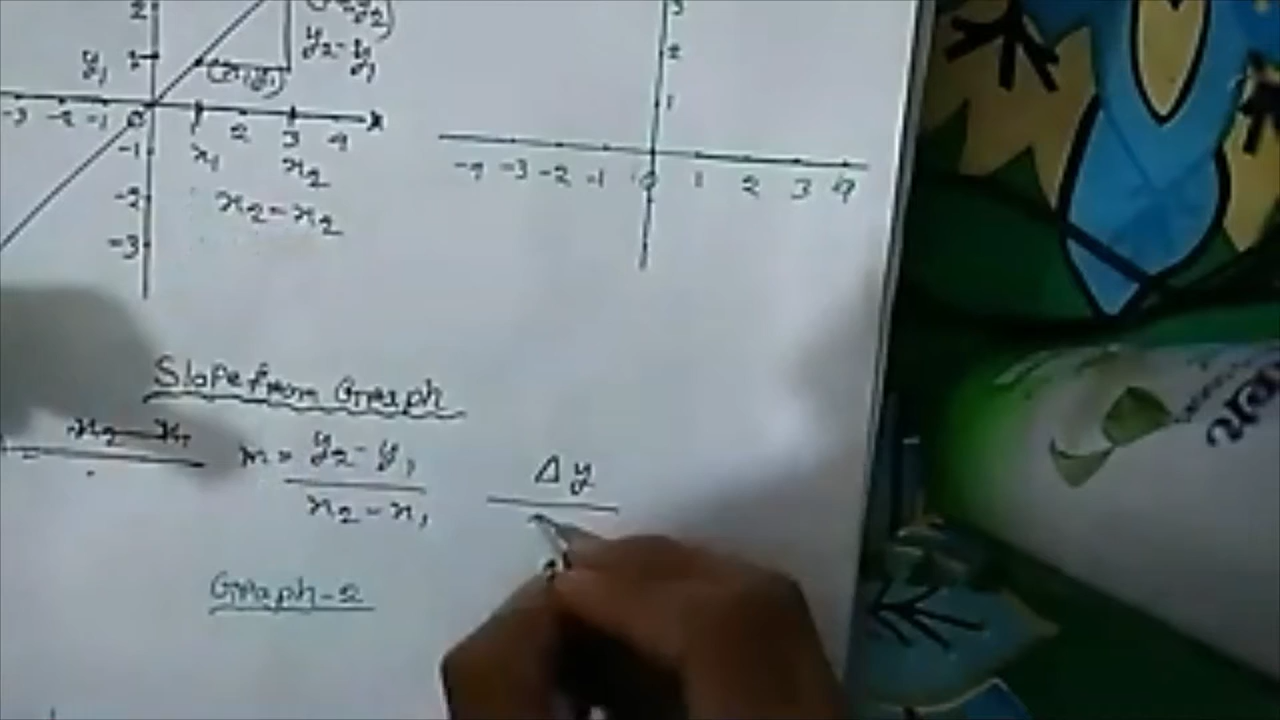 2 3
y₂ - y₁
y₁ 1 (x₁y₁) 2
-3 -2 -1 0 1 2 3 4 x 1
-1 x₁ x₂ -4 -3 -2 -1 0 1 2 3 4
-2 x₂ - x₂
-3
Slope from Graph
x₂ - x₁ m = y₂ - y₁ Δy
x₂ - x₁
Graph-2